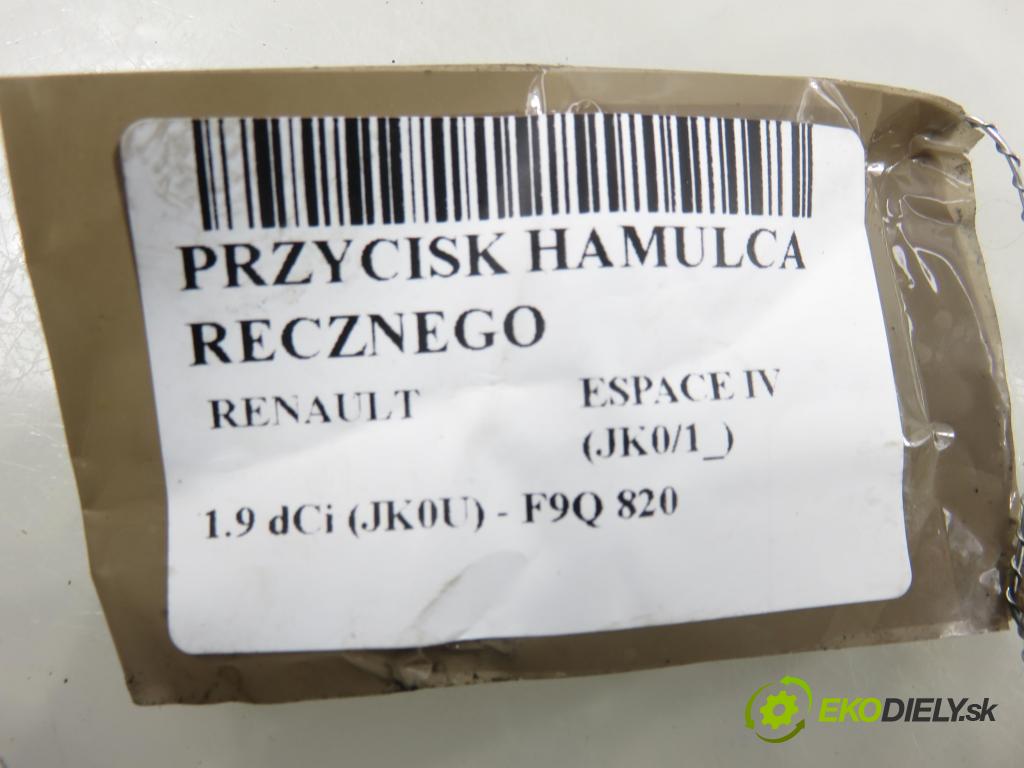 PRZYCISK HAMULCA
RECZNEGO
RENAULT ESPACE IV
(JK0/1_)
1.9 dCi (JK0U) - F9Q 820
EKODIELY.sk